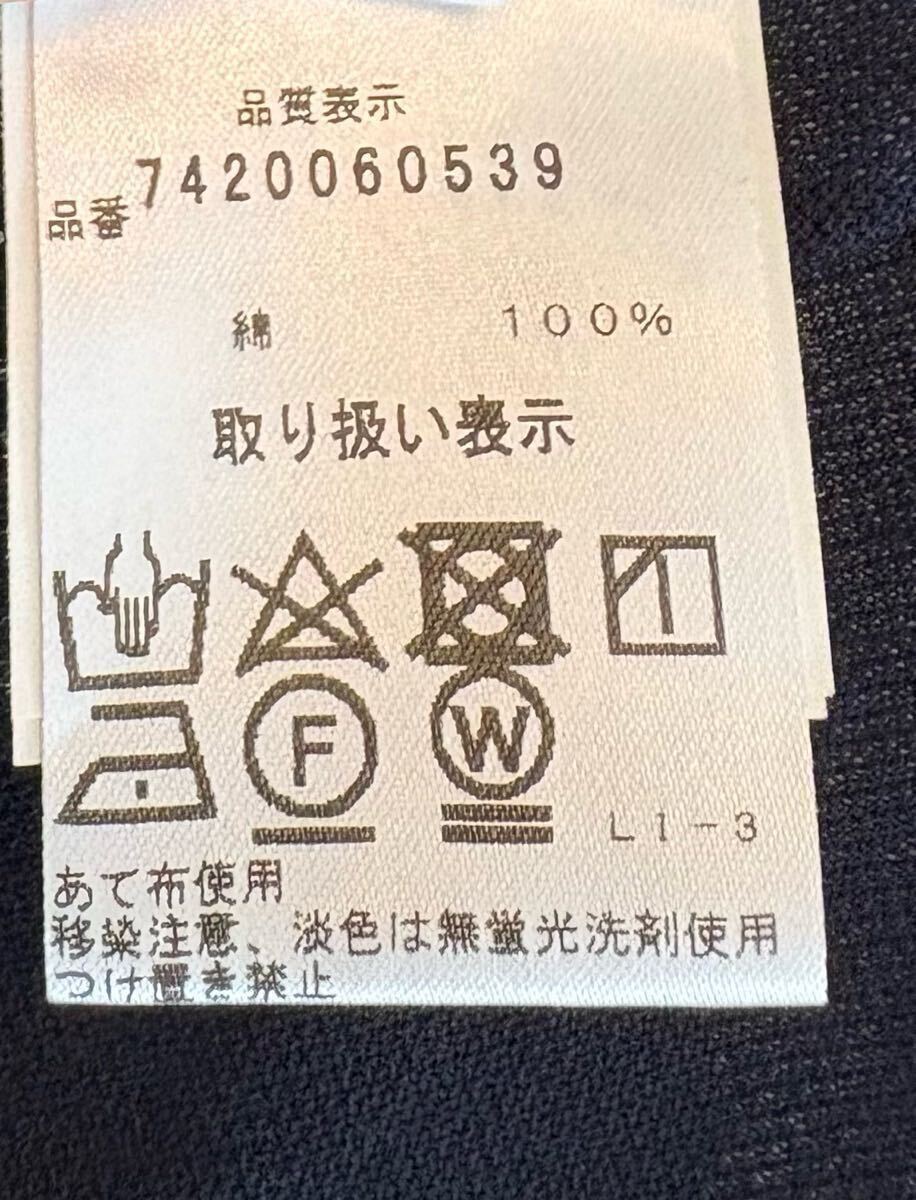 品質表示
品番 7420060539
綿 100%
取り扱い表示
F W LI-3
あて布使用
移染注意、淡色は無蛍光洗剤使用
つけ置き禁止